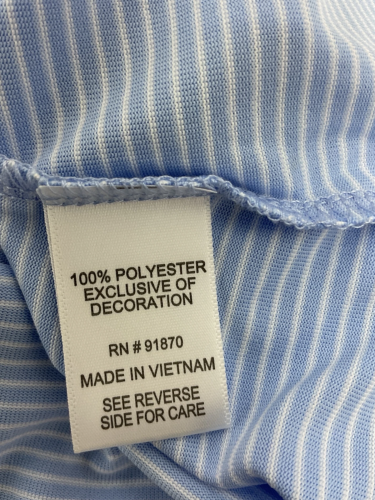 100% POLYESTER
EXCLUSIVE OF
DECORATION
RN # 91870
MADE IN VIETNAM
SEE REVERSE
SIDE FOR CARE